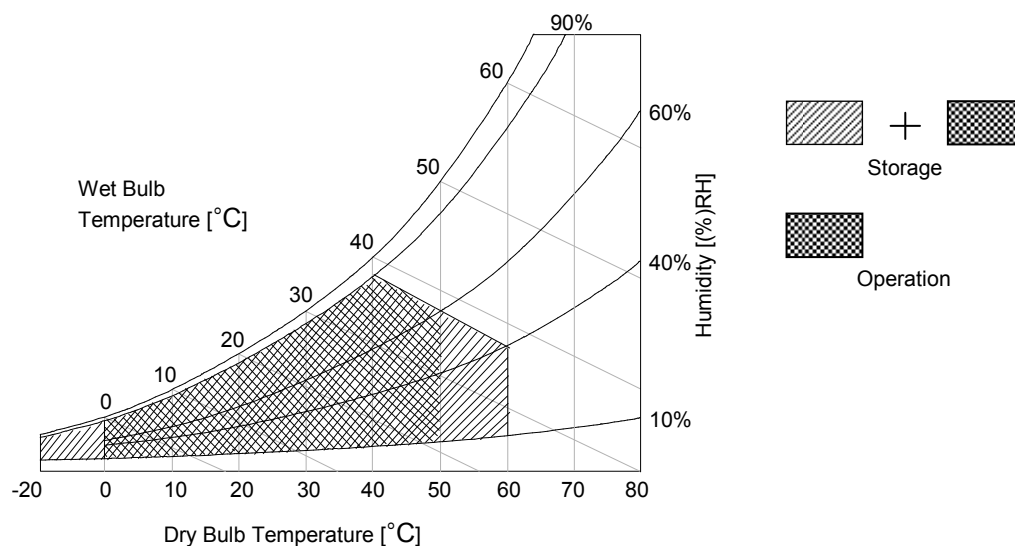 90%
60
60%
50
Wet Bulb
Temperature [°C]
40
30
20
10
0
40%
10%
Humidity [(%)RH]
-20 0 10 20 30 40 50 60 70 80
Dry Bulb Temperature [°C]
+
Storage
Operation